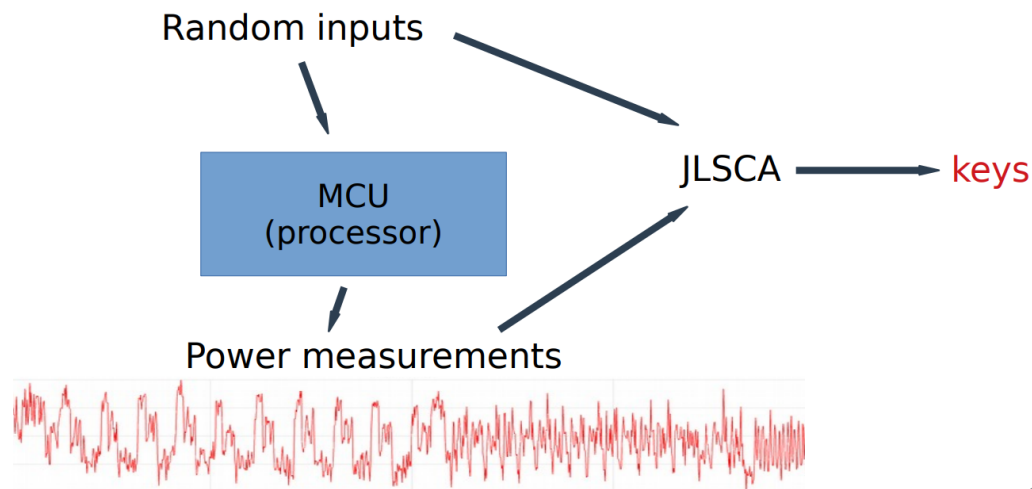 Random inputs
MCU
(processor)
JLSCA
keys
Power measurements